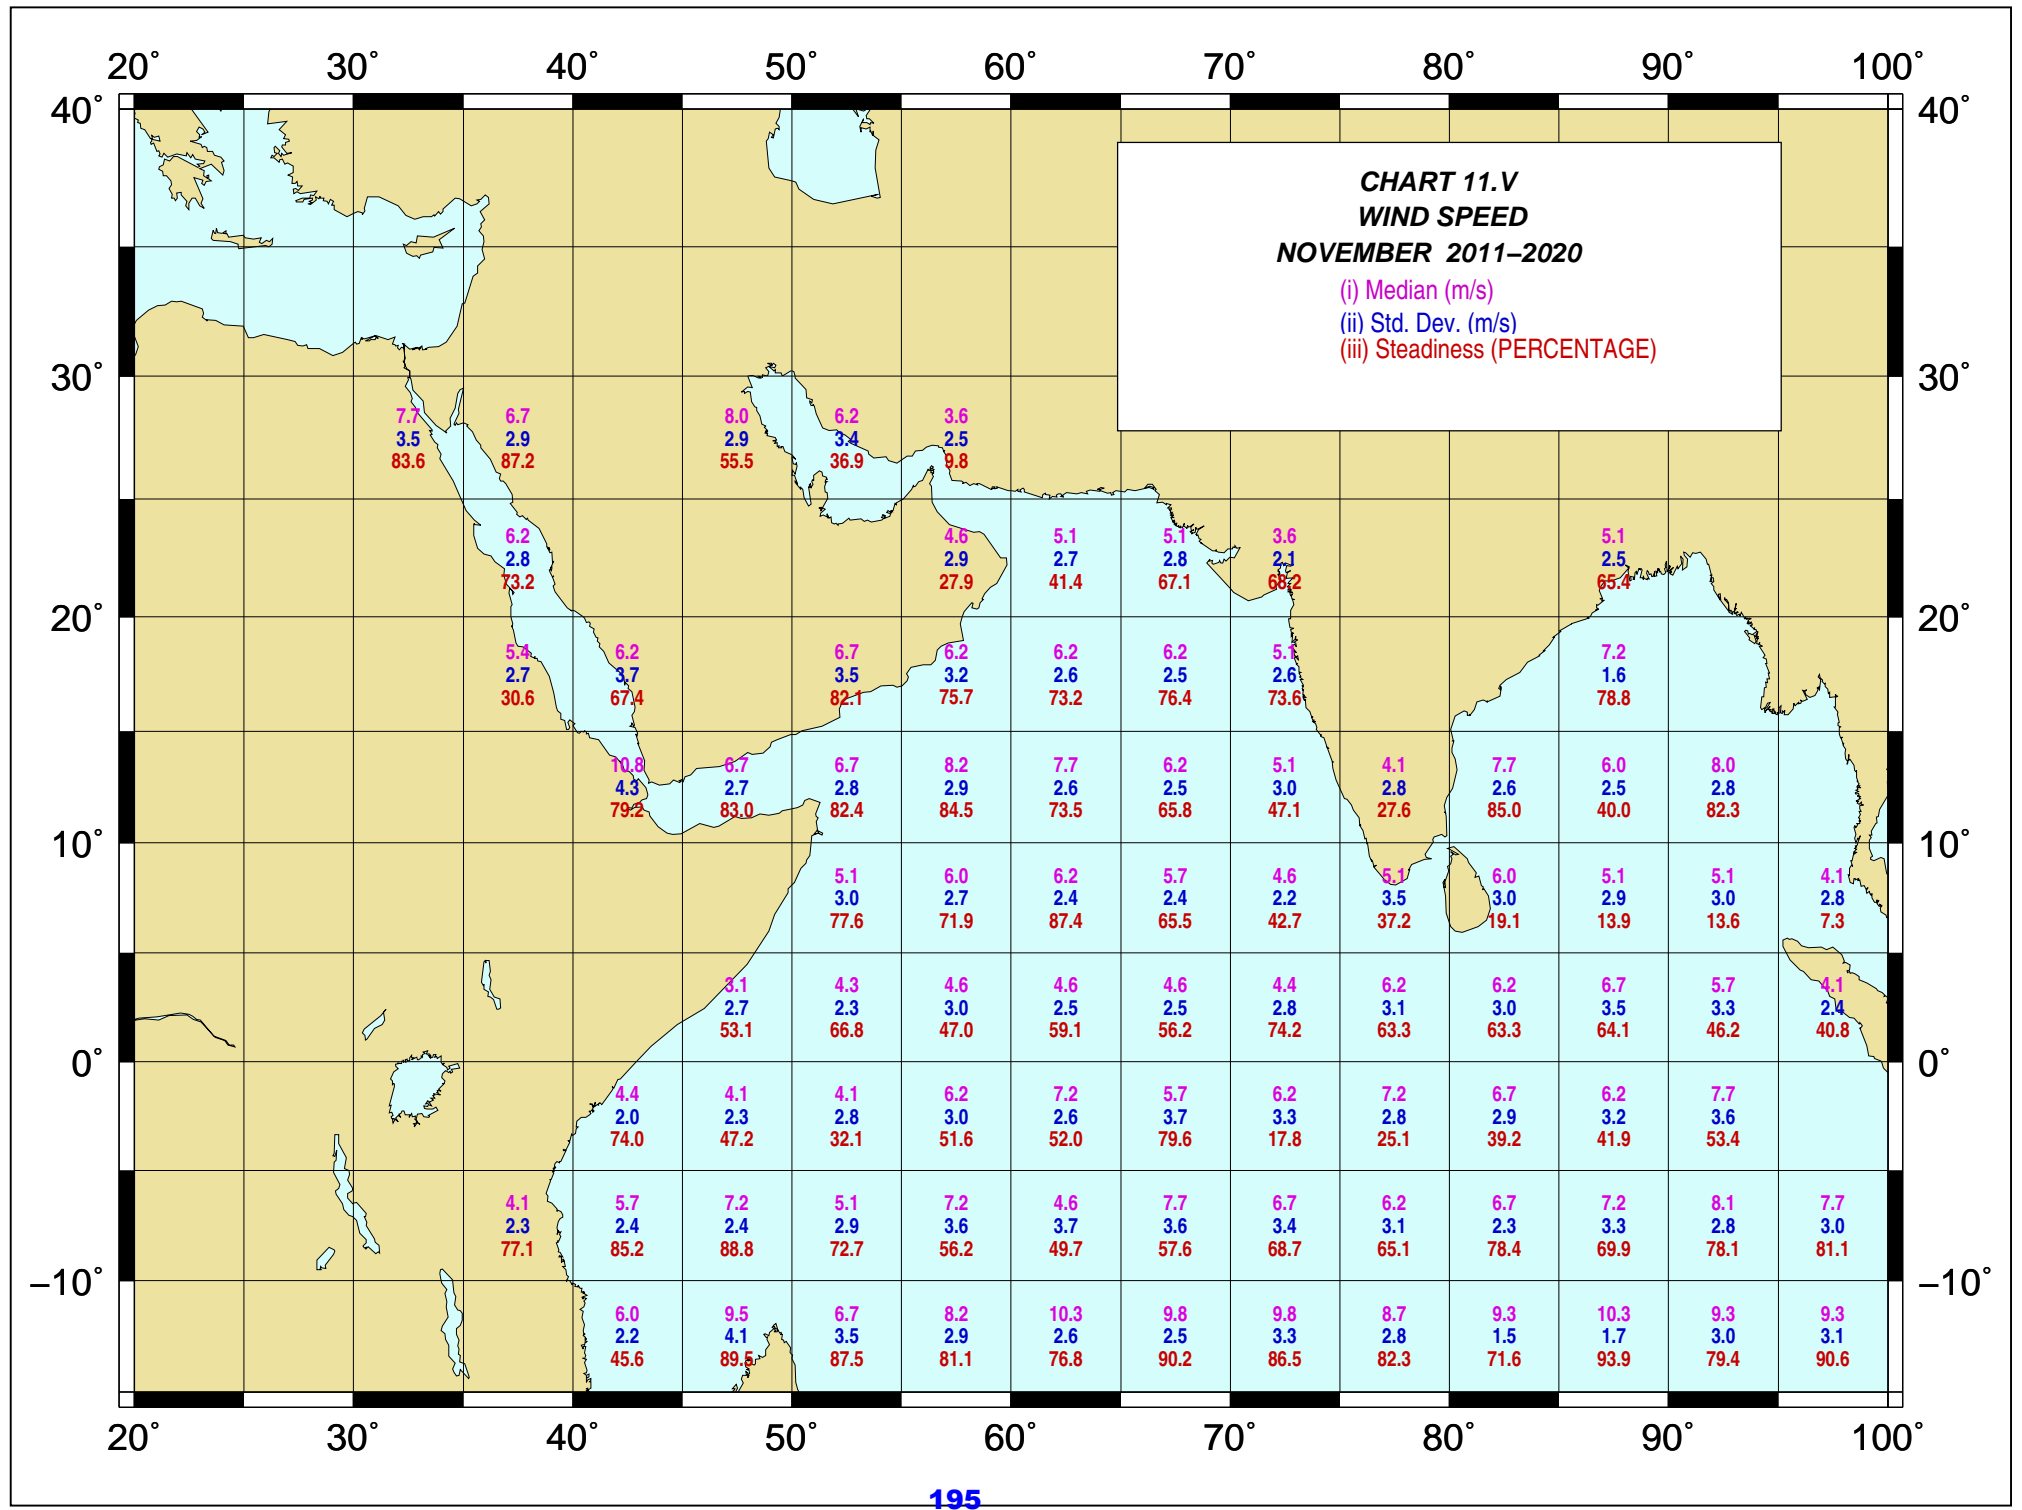 20° 30° 40° 50° 60° 70° 80° 90° 100°
40° 40°
CHART 11.V
WIND SPEED
NOVEMBER 2011–2020
(i) Median (m/s)
(ii) Std. Dev. (m/s)
(iii) Steadiness (PERCENTAGE)
30° 30°
7.7 6.7 8.0 6.2 3.6
3.5 2.9 2.9 3.4 2.5
83.6 87.2 55.5 36.9 9.8
6.2 4.6 5.1 5.1 3.6 5.1
2.8 2.9 2.7 2.8 2.1 2.5
73.2 27.9 41.4 67.1 68.2 65.4
20° 20°
5.4 6.2 6.7 6.2 6.2 6.2 5.1 7.2
2.7 3.7 3.5 3.2 2.6 2.5 2.6 1.6
30.6 67.4 82.1 75.7 73.2 76.4 73.6 78.8
10.8 6.7 6.7 8.2 7.7 6.2 5.1 4.1 7.7 6.0 8.0
4.3 2.7 2.8 2.9 2.6 2.5 3.0 2.8 2.6 2.5 2.8
79.2 83.0 82.4 84.5 73.5 65.8 47.1 27.6 85.0 40.0 82.3
10° 10°
5.1 6.0 6.2 5.7 4.6 5.1 6.0 5.1 5.1 4.1
3.0 2.7 2.4 2.4 2.2 3.5 3.0 2.9 3.0 2.8
77.6 71.9 87.4 65.5 42.7 37.2 19.1 13.9 13.6 7.3
3.1 4.3 4.6 4.6 4.6 4.4 6.2 6.2 6.7 5.7 4.1
2.7 2.3 3.0 2.5 2.5 2.8 3.1 3.0 3.5 3.3 2.4
53.1 66.8 47.0 59.1 56.2 74.2 63.3 63.3 64.1 46.2 40.8
0° 0°
4.4 4.1 4.1 6.2 7.2 5.7 6.2 7.2 6.7 6.2 7.7
2.0 2.3 2.8 3.0 2.6 3.7 3.3 2.8 2.9 3.2 3.6
74.0 47.2 32.1 51.6 52.0 79.6 17.8 25.1 39.2 41.9 53.4
4.1 5.7 7.2 5.1 7.2 4.6 7.7 6.7 6.2 6.7 7.2 8.1 7.7
2.3 2.4 2.4 2.9 3.6 3.7 3.6 3.4 3.1 2.3 3.3 2.8 3.0
77.1 85.2 88.8 72.7 56.2 49.7 57.6 68.7 65.1 78.4 69.9 78.1 81.1
–10° –10°
6.0 9.5 6.7 8.2 10.3 9.8 9.8 8.7 9.3 10.3 9.3 9.3
2.2 4.1 3.5 2.9 2.6 2.5 3.3 2.8 1.5 1.7 3.0 3.1
45.6 89.5 87.5 81.1 76.8 90.2 86.5 82.3 71.6 93.9 79.4 90.6
20° 30° 40° 50° 60° 70° 80° 90° 100°
195